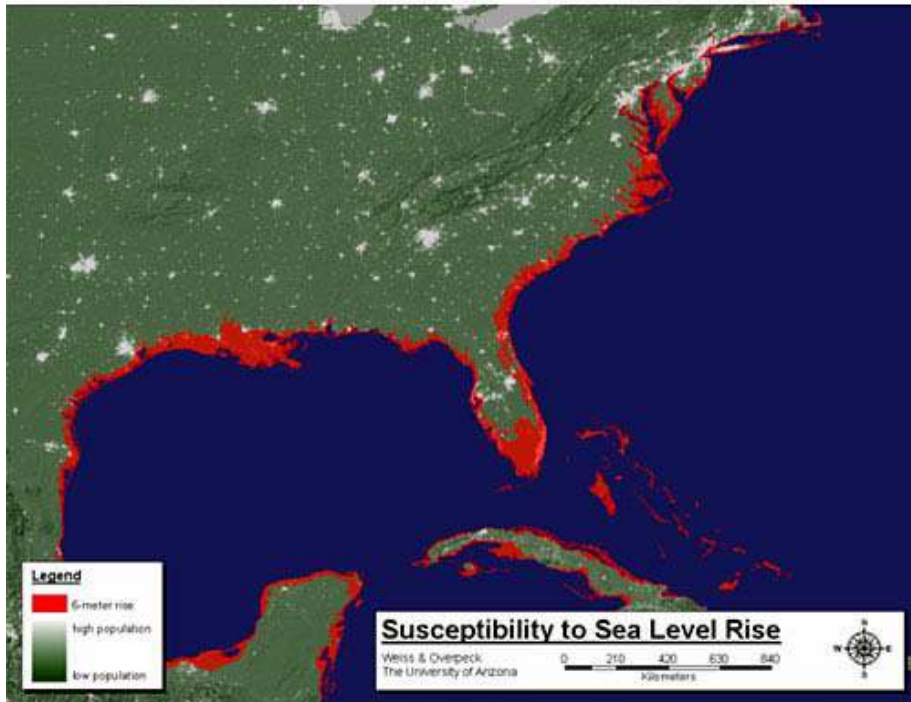 Legend
6-meter rise
high population
low population
Susceptibility to Sea Level Rise
Weiss & Overpeck
The University of Arizona
0 210 420 630 840
Kilometers
N
W E
S